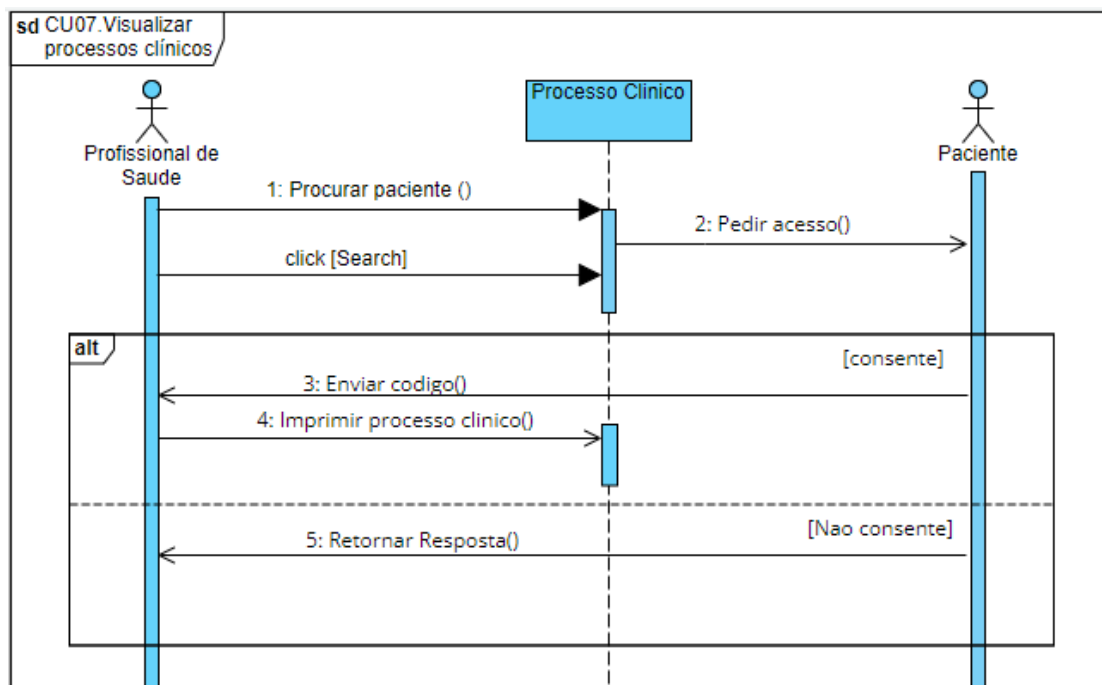 sd CU07.Visualizar
processos clínicos
Profissional de
Saude
Processo Clinico
Paciente
1: Procurar paciente ()
2: Pedir acesso()
click [Search]
alt
[consente]
3: Enviar codigo()
4: Imprimir processo clinico()
[Nao consente]
5: Retornar Resposta()